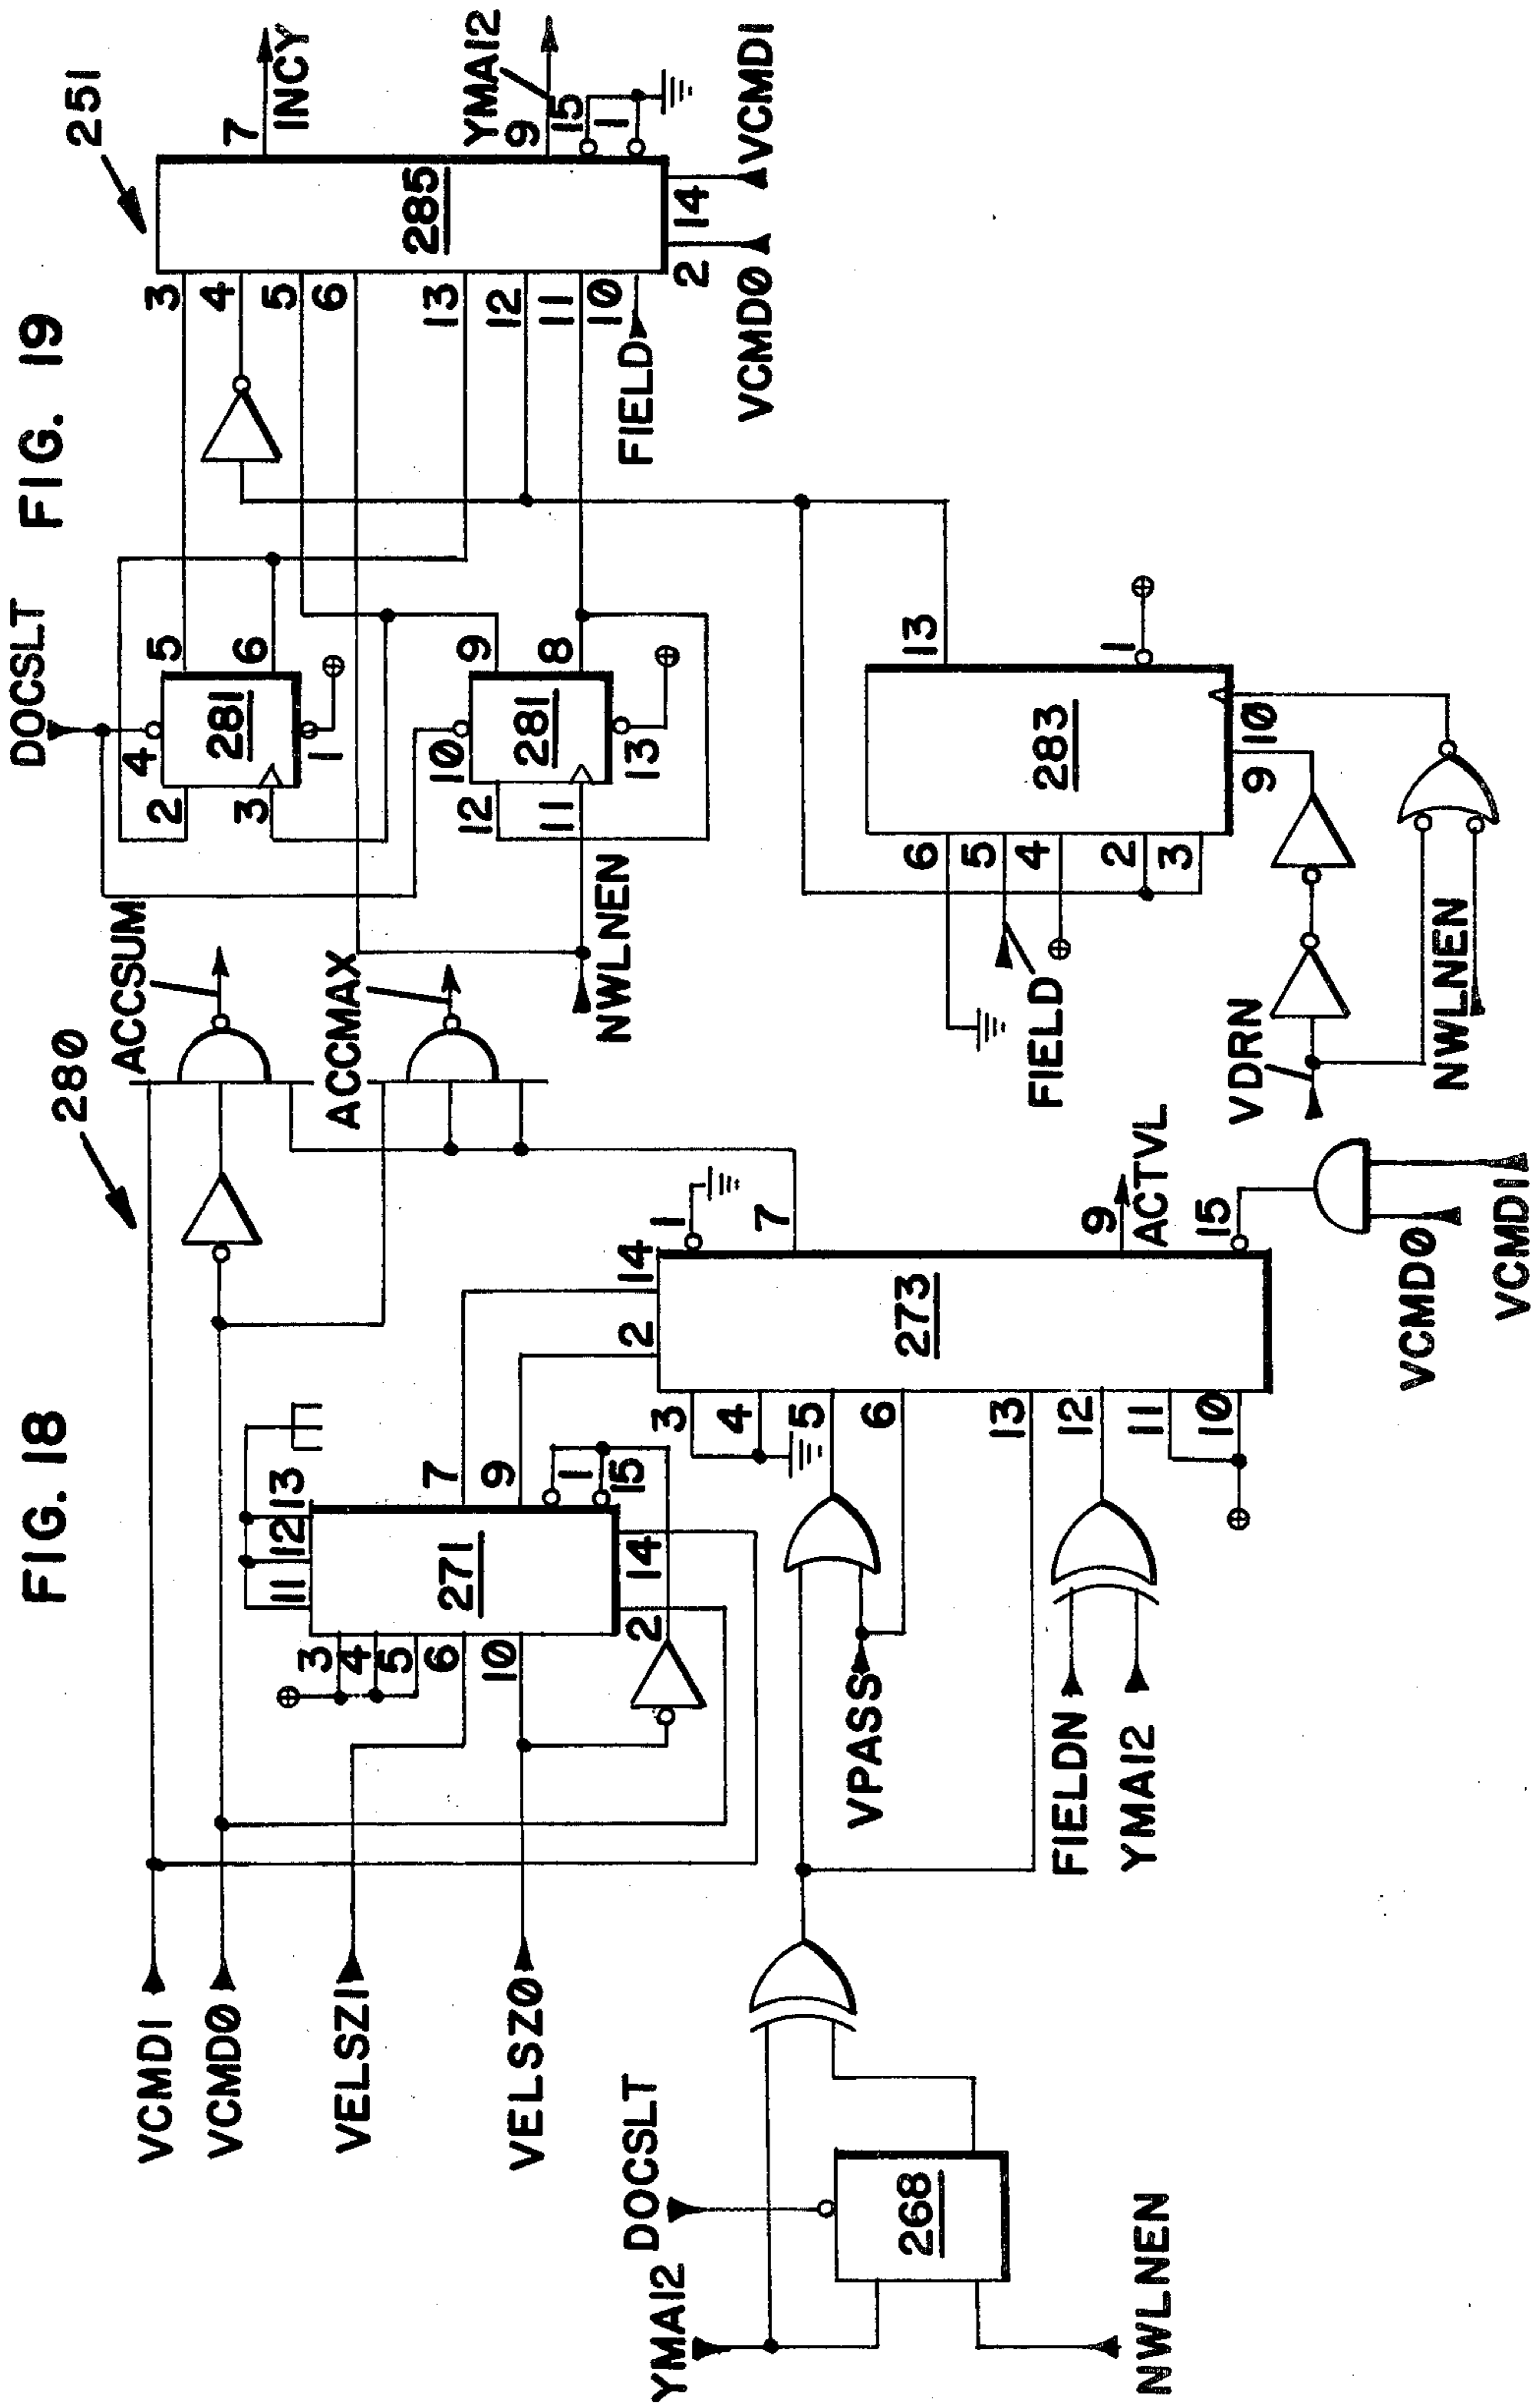 FIG. 18
280
VCMD1
VCMD0
VELSZ1
VELSZ0
ACCSUM
ACCMAX
11 12 13
3
4
5
6
10
271
7
9
1
15
2 14
2 14
3
4
5
6
13
12
11
10
273
1
7
9
ACTVL
15
VCMD0
VCMD1
VPASS
FIELDN
YMA12
YMA12
DOCSLT
268
NWLNEN
FIG. 19
251
DOCSLT
4
2
3
281
5
6
1
10
12
11
281
9
8
13
NWLNEN
3
4
5
6
13
12
11
10
FIELD
285
7
INCY
YMA12
9
15
1
2 14
VCMD0
VCMD1
6
5
4
2
3
FIELD
283
13
1
9 10
VDRN
NWLNEN